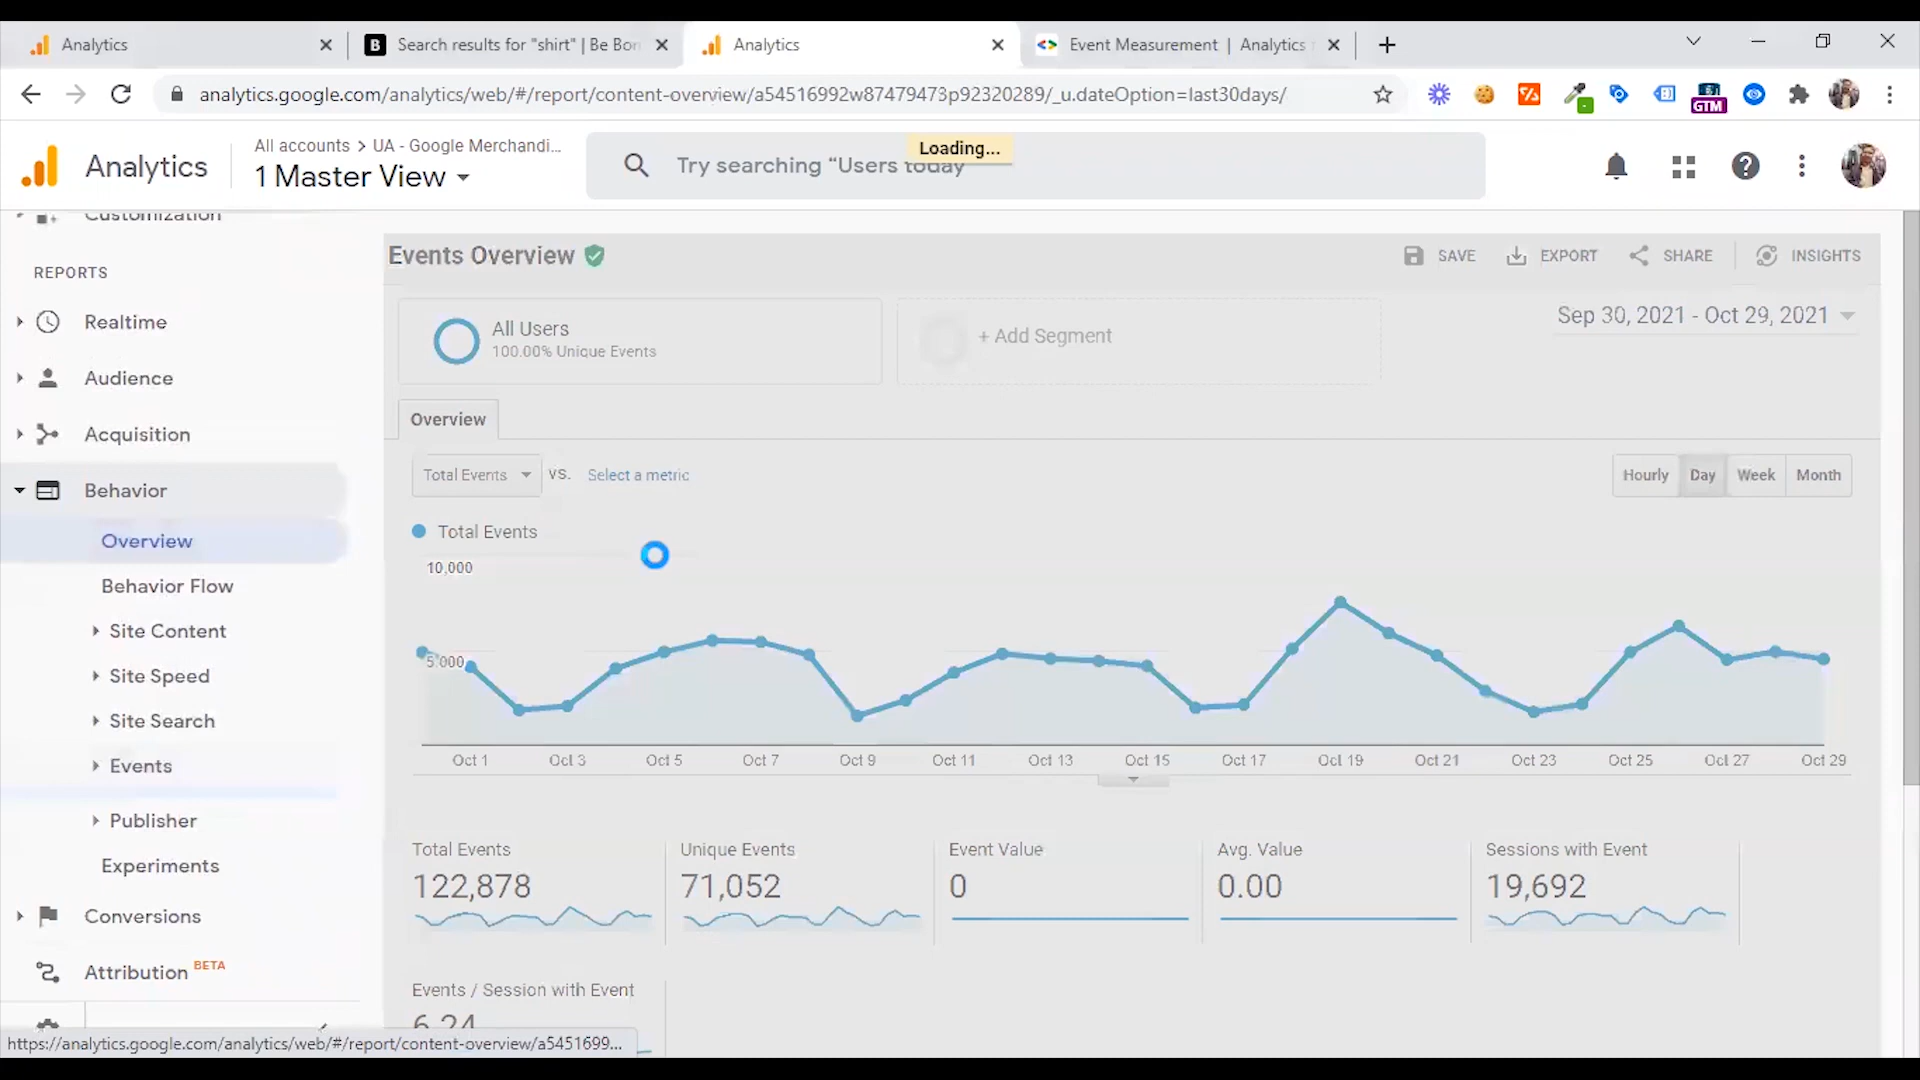 Analytics
Search results for "shirt" | Be Bon
Analytics
Event Measurement | Analytics
analytics.google.com/analytics/web/#/report/content-overview/a54516992w87479473p92320289/_u.dateOption=last30days/
GTM
Analytics
All accounts > UA - Google Merchandi...
1 Master View
Try searching “Users today
Loading...
Customization
REPORTS
Realtime
Audience
Acquisition
Behavior
Overview
Behavior Flow
Site Content
Site Speed
Site Search
Events
Publisher
Experiments
Conversions
Attribution BETA
Events Overview
SAVE
EXPORT
SHARE
INSIGHTS
All Users
100.00% Unique Events
+ Add Segment
Sep 30, 2021 - Oct 29, 2021
Overview
Total Events
VS.
Select a metric
Hourly
Day
Week
Month
Total Events
10,000
5,000
Oct 1
Oct 3
Oct 5
Oct 7
Oct 9
Oct 11
Oct 13
Oct 15
Oct 17
Oct 19
Oct 21
Oct 23
Oct 25
Oct 27
Oct 29
Total Events
122,878
Unique Events
71,052
Event Value
0
Avg. Value
0.00
Sessions with Event
19,692
Events / Session with Event
6.24
https://analytics.google.com/analytics/web/#/report/content-overview/a5451699...